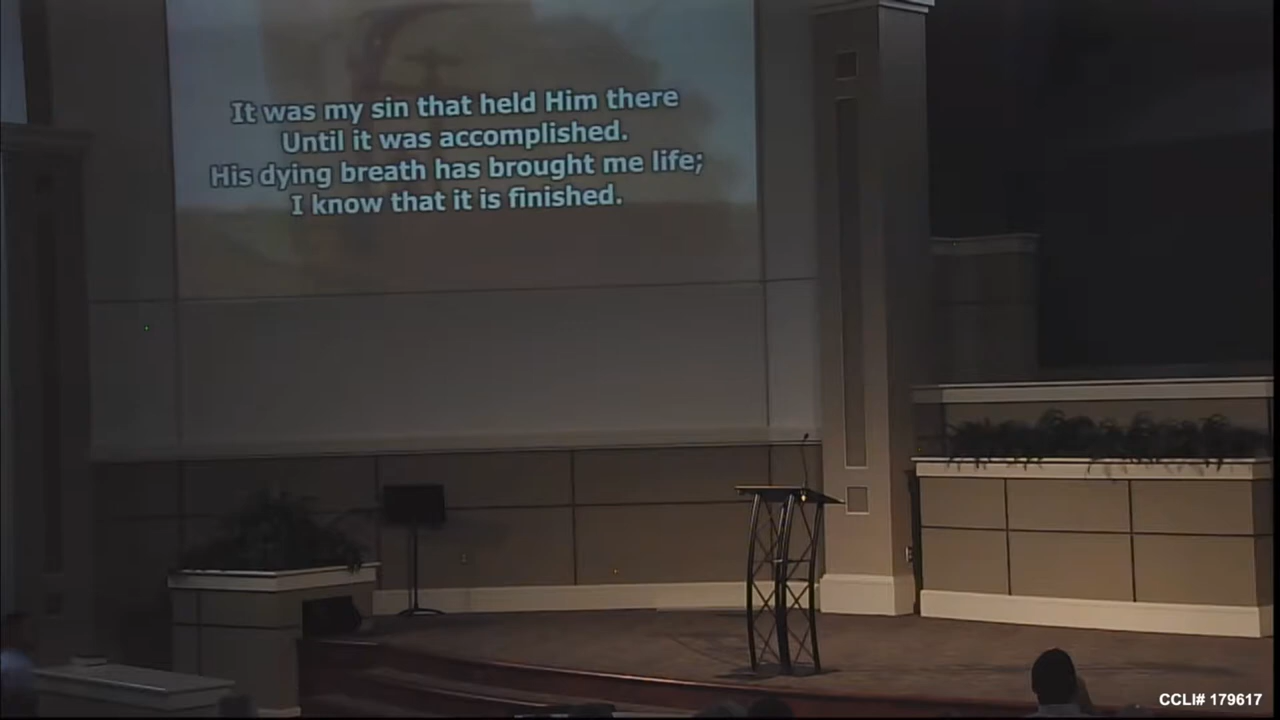 It was my sin that held Him there
Until it was accomplished.
His dying breath has brought me life;
I know that it is finished.
CCLI# 179617